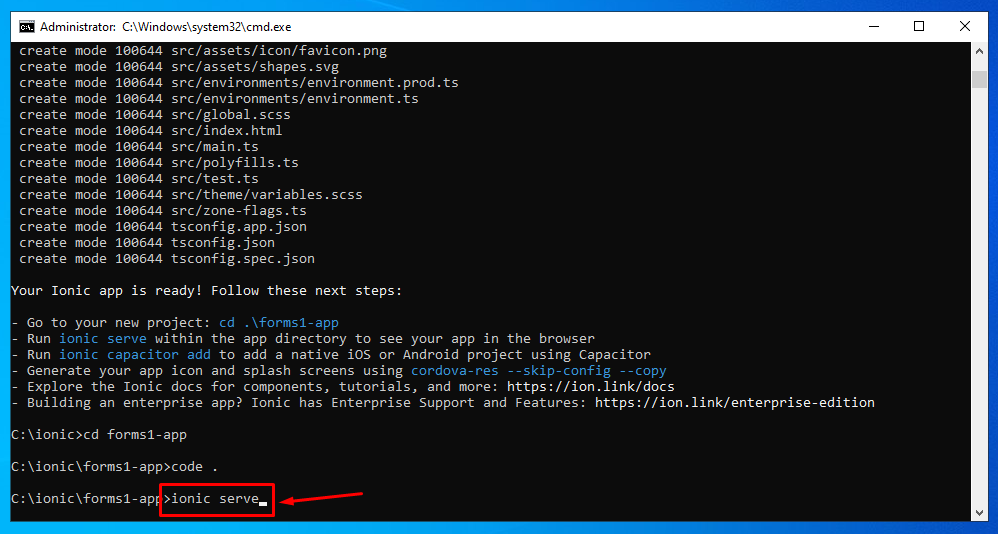 Administrator: C:\Windows\system32\cmd.exe
create mode 100644 src/assets/icon/favicon.png
create mode 100644 src/assets/shapes.svg
create mode 100644 src/environments/environment.prod.ts
create mode 100644 src/environments/environment.ts
create mode 100644 src/global.scss
create mode 100644 src/index.html
create mode 100644 src/main.ts
create mode 100644 src/polyfills.ts
create mode 100644 src/test.ts
create mode 100644 src/theme/variables.scss
create mode 100644 src/zone-flags.ts
create mode 100644 tsconfig.app.json
create mode 100644 tsconfig.json
create mode 100644 tsconfig.spec.json
Your Ionic app is ready! Follow these next steps:
- Go to your new project: cd .\forms1-app
- Run ionic serve within the app directory to see your app in the browser
- Run ionic capacitor add to add a native iOS or Android project using Capacitor
- Generate your app icon and splash screens using cordova-res --skip-config --copy
- Explore the Ionic docs for components, tutorials, and more: https://ion.link/docs
- Building an enterprise app? Ionic has Enterprise Support and Features: https://ion.link/enterprise-edition
C:\ionic>cd forms1-app
C:\ionic\forms1-app>code .
C:\ionic\forms1-app>ionic serve